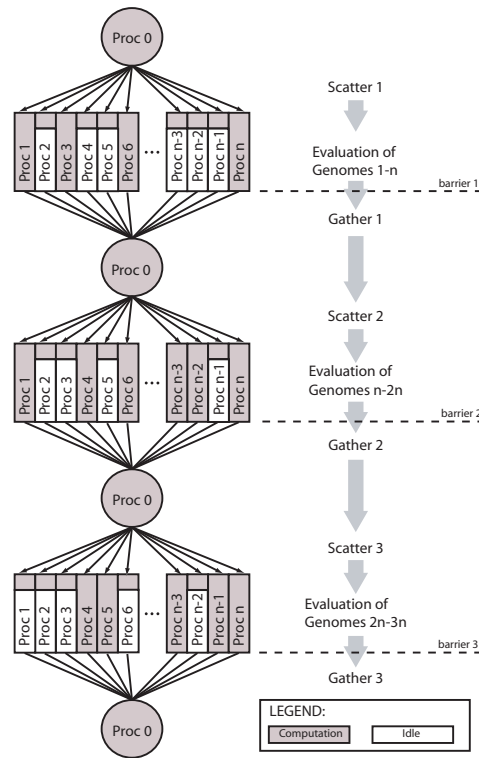 Proc 0
Scatter 1
Proc 1
Proc 2
Proc 3
Proc 4
Proc 5
Proc 6
...
Proc n-3
Proc n-2
Proc n-1
Proc n
Evaluation of
Genomes 1-n
barrier 1
Gather 1
Proc 0
Scatter 2
Proc 1
Proc 2
Proc 3
Proc 4
Proc 5
Proc 6
...
Proc n-3
Proc n-2
Proc n-1
Proc n
Evaluation of
Genomes n-2n
barrier 2
Gather 2
Proc 0
Scatter 3
Proc 1
Proc 2
Proc 3
Proc 4
Proc 5
Proc 6
...
Proc n-3
Proc n-2
Proc n-1
Proc n
Evaluation of
Genomes 2n-3n
barrier 3
Gather 3
Proc 0
LEGEND:
Computation
Idle